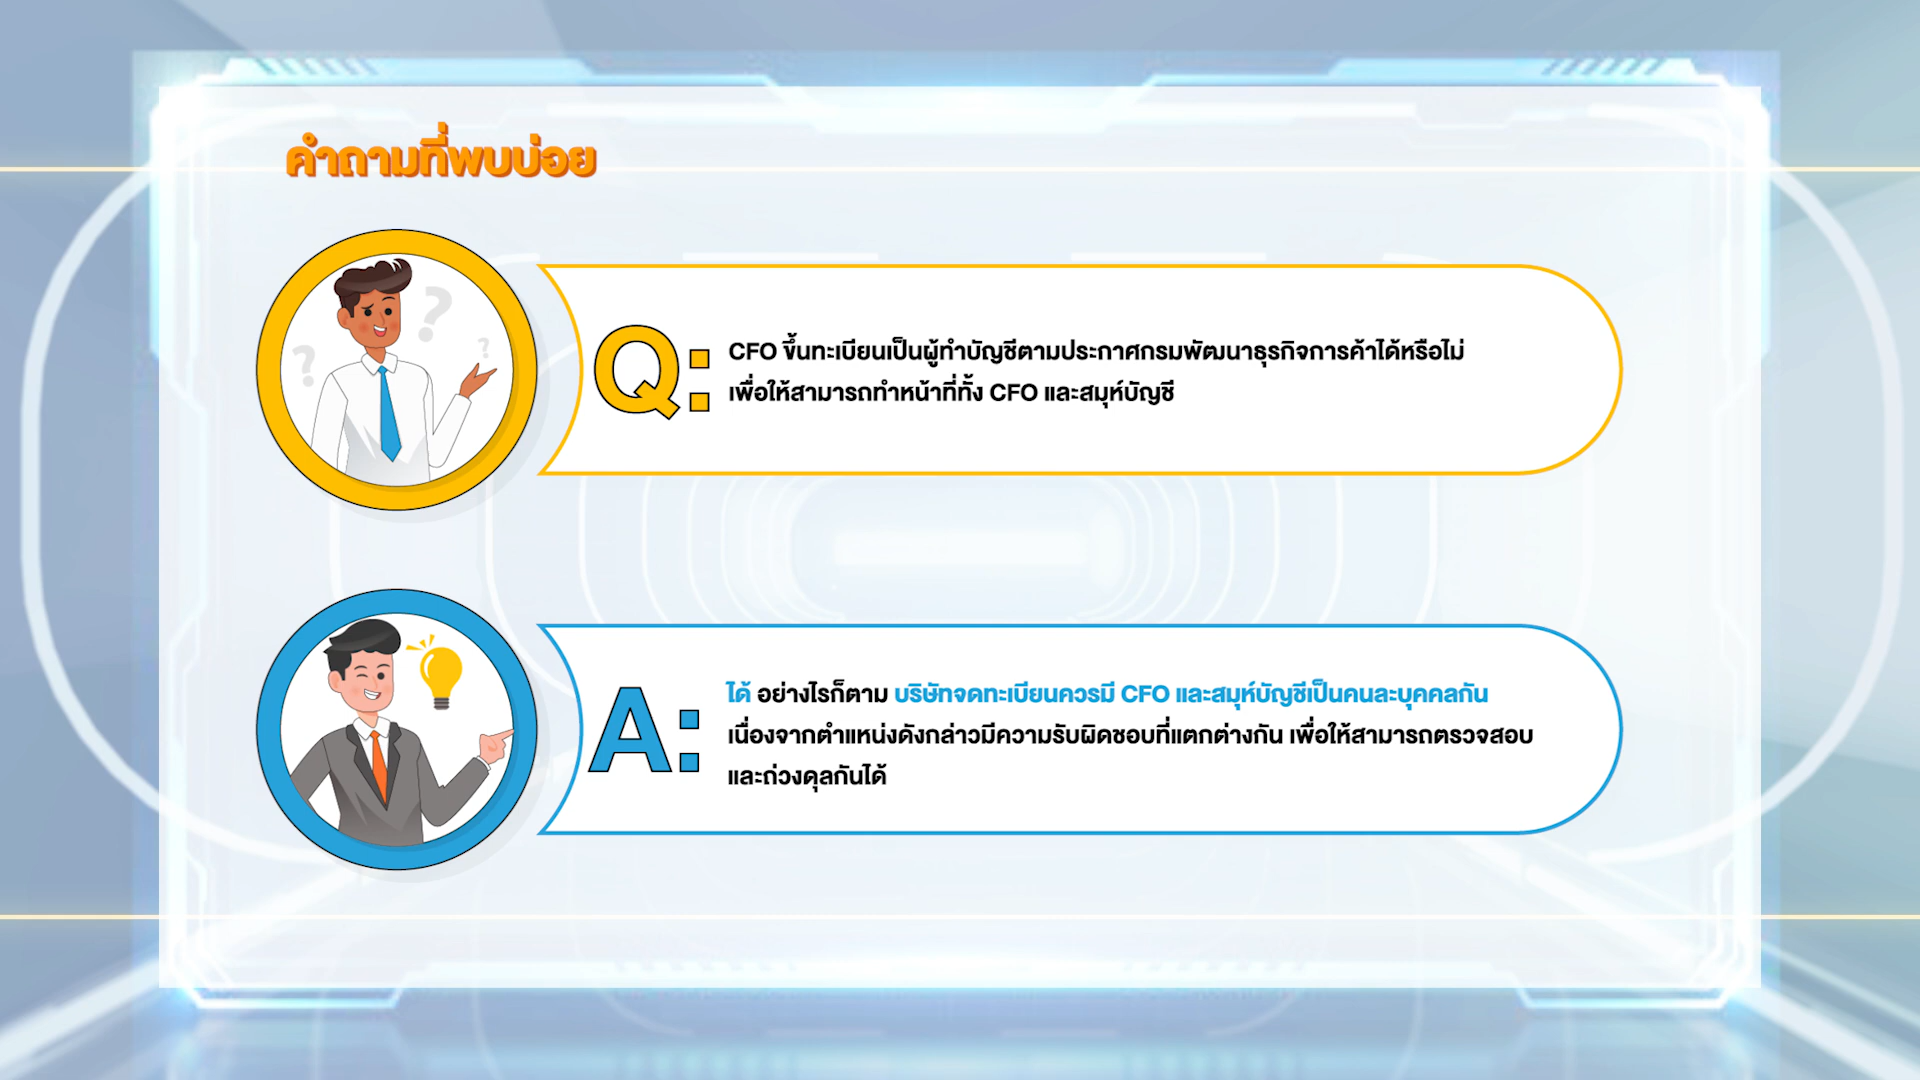 คำถามที่พบบ่อย
Q: CFO ขึ้นทะเบียนเป็นผู้ทำบัญชีตามประกาศกรมพัฒนาธุรกิจการค้าได้หรือไม่
เพื่อให้สามารถทำหน้าที่ทั้ง CFO และสมุห์บัญชี
A: ได้ อย่างไรก็ตาม บริษัทจดทะเบียนควรมี CFO และสมุห์บัญชีเป็นคนละบุคคลกัน
เนื่องจากตำแหน่งดังกล่าวมีความรับผิดชอบที่แตกต่างกัน เพื่อให้สามารถตรวจสอบ
และถ่วงดุลกันได้